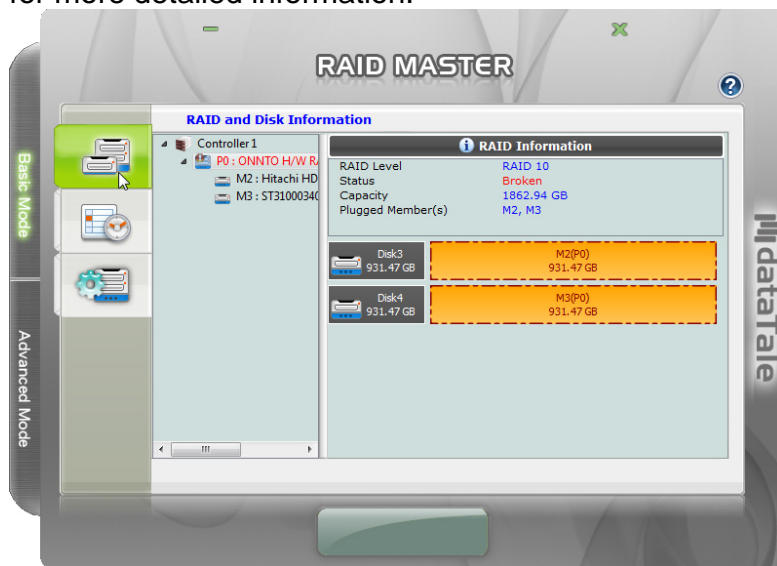 for more detailed information.
RAID MASTER
?
RAID and Disk Information
Basic Mode
Advanced Mode
Controller 1
P0 : ONNTO H/W RA
M2 : Hitachi HD
M3 : ST31000340
RAID Information
RAID Level RAID 10
Status Broken
Capacity 1862.94 GB
Plugged Member(s) M2, M3
Disk3 M2(P0)
931.47 GB 931.47 GB
Disk4 M3(P0)
931.47 GB 931.47 GB
dataTale